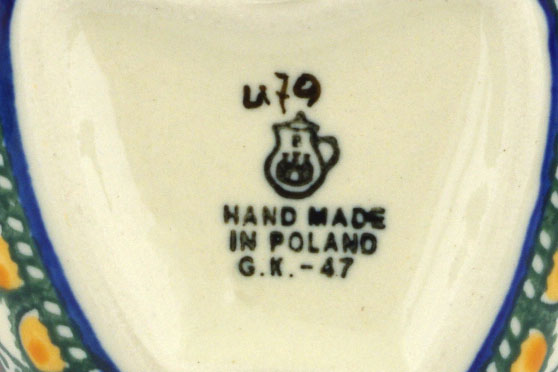 u79
HAND MADE
IN POLAND
G.K.-47